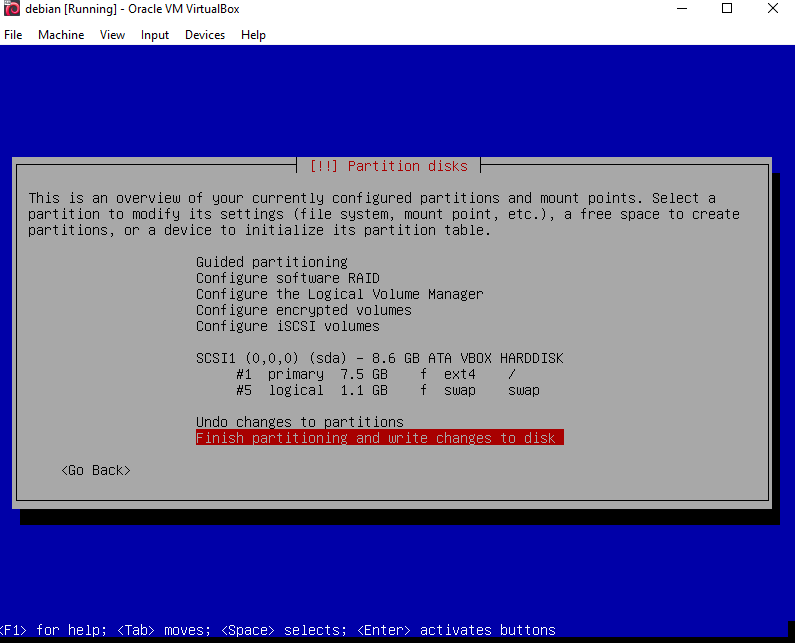 debian [Running] - Oracle VM VirtualBox
File Machine View Input Devices Help
[!!] Partition disks
This is an overview of your currently configured partitions and mount points. Select a
partition to modify its settings (file system, mount point, etc.), a free space to create
partitions, or a device to initialize its partition table.
Guided partitioning
Configure software RAID
Configure the Logical Volume Manager
Configure encrypted volumes
Configure iSCSI volumes
SCSI1 (0,0,0) (sda) - 8.6 GB ATA VBOX HARDDISK
#1 primary 7.5 GB f ext4 /
#5 logical 1.1 GB f swap swap
Undo changes to partitions
Finish partitioning and write changes to disk
<Go Back>
<F1> for help; <Tab> moves; <Space> selects; <Enter> activates buttons